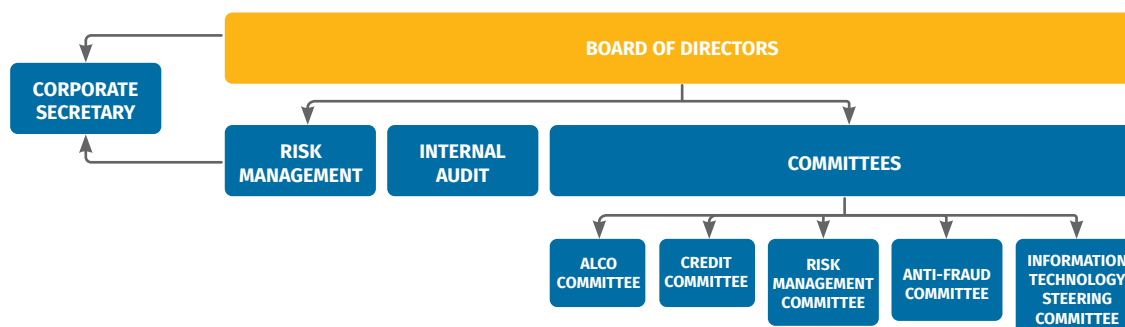 BOARD OF DIRECTORS
CORPORATE
SECRETARY
RISK
MANAGEMENT
INTERNAL
AUDIT
COMMITTEES
ALCO
COMMITTEE
CREDIT
COMMITTEE
RISK
MANAGEMENT
COMMITTEE
ANTI-FRAUD
COMMITTEE
INFORMATION
TECHNOLOGY
STEERING
COMMITTEE